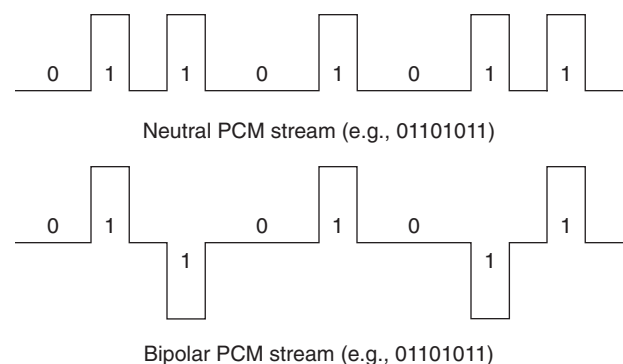 0 1 1 0 1 0 1 1
Neutral PCM stream (e.g., 01101011)
0 1 0 1 0 1
1 1
Bipolar PCM stream (e.g., 01101011)